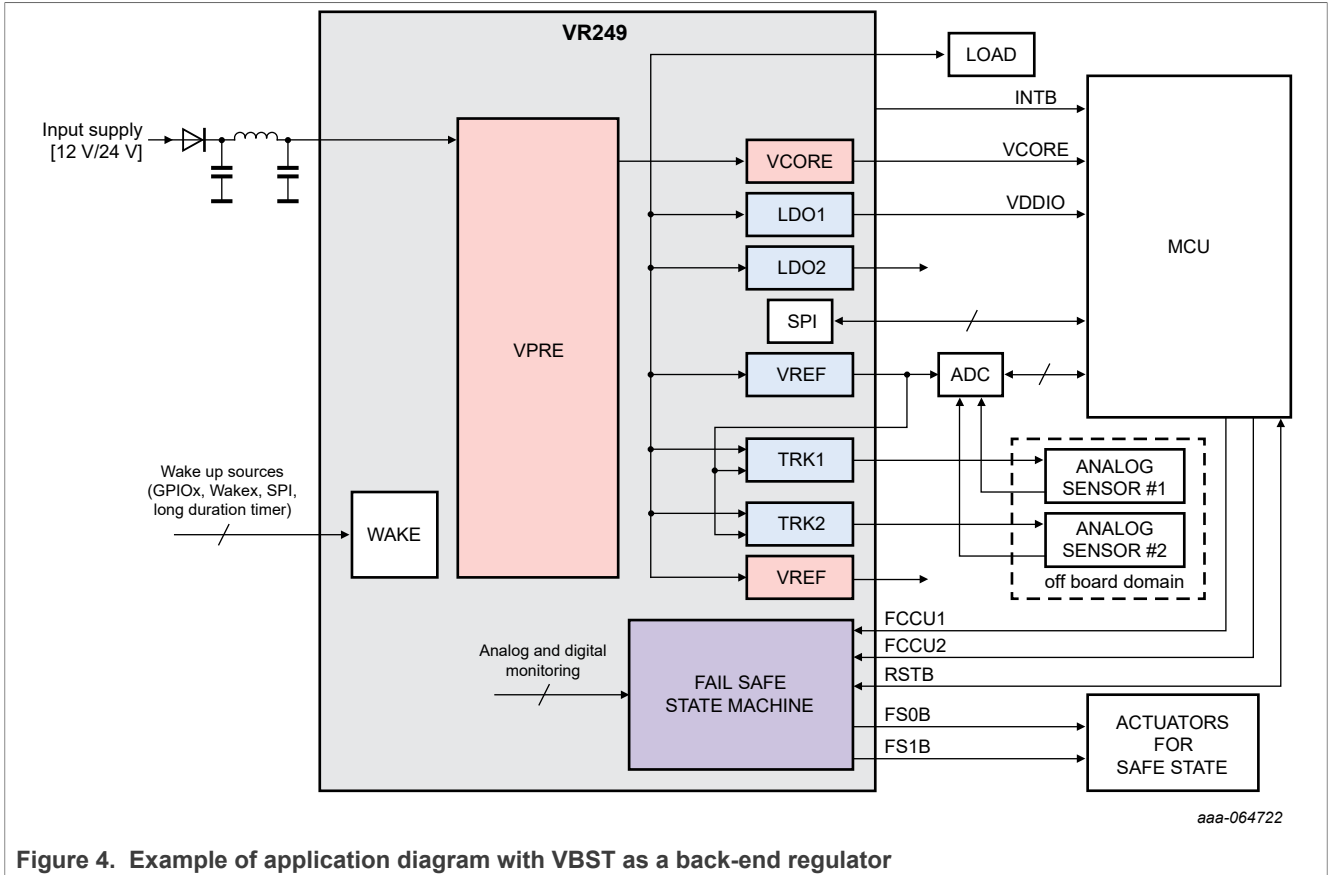 VR249
LOAD
INTB
Input supply
[12 V/24 V]
VCORE
VCORE
LDO1
VDDIO
LDO2
MCU
SPI
VPRE
VREF
ADC
TRK1
ANALOG
SENSOR #1
Wake up sources
(GPIOx, Wakex, SPI,
long duration timer)
WAKE
TRK2
ANALOG
SENSOR #2
VREF
off board domain
FCCU1
FCCU2
RSTB
Analog and digital
monitoring
FAIL SAFE
STATE MACHINE
FS0B
FS1B
ACTUATORS
FOR
SAFE STATE
aaa-064722
Figure 4. Example of application diagram with VBST as a back-end regulator